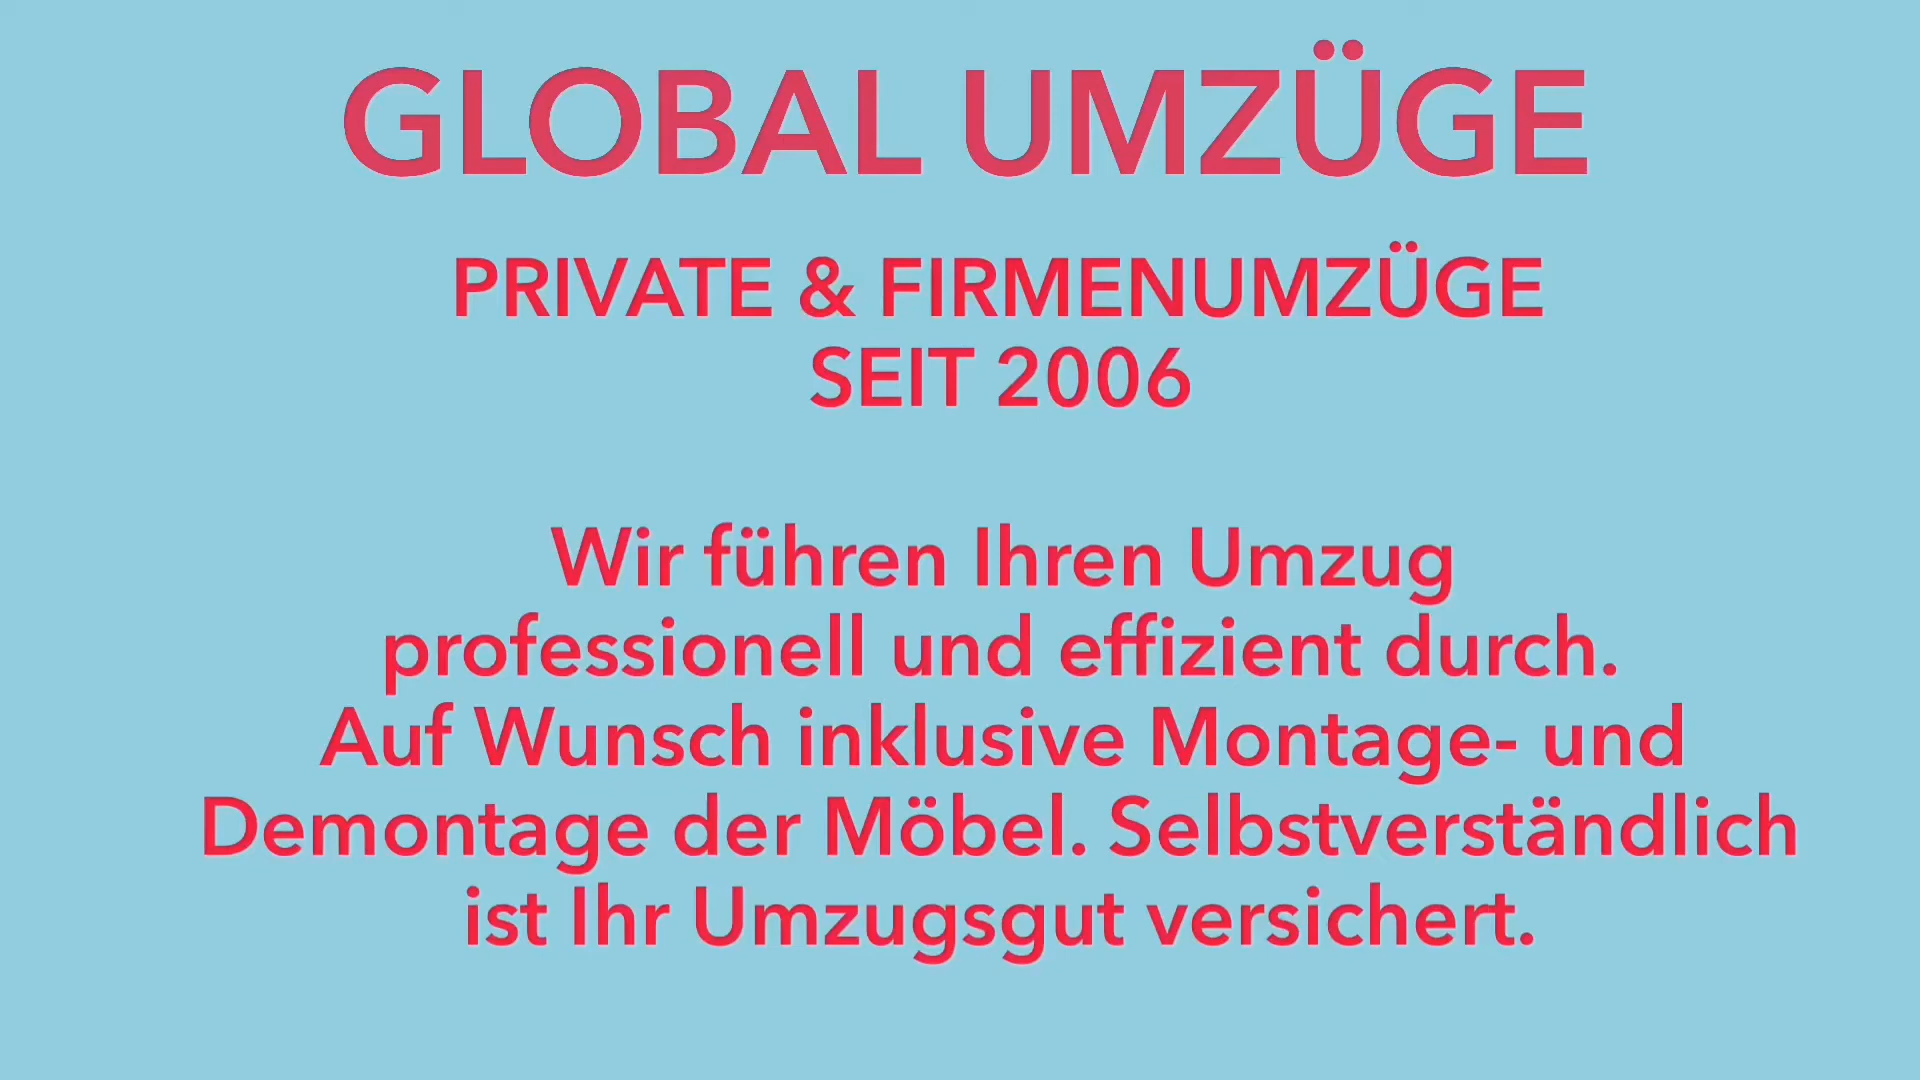 GLOBAL UMZÜGE
PRIVATE & FIRMENUMZÜGE
SEIT 2006
Wir führen Ihren Umzug
professionell und effizient durch.
Auf Wunsch inklusive Montage- und
Demontage der Möbel. Selbstverständlich
ist Ihr Umzugsgut versichert.